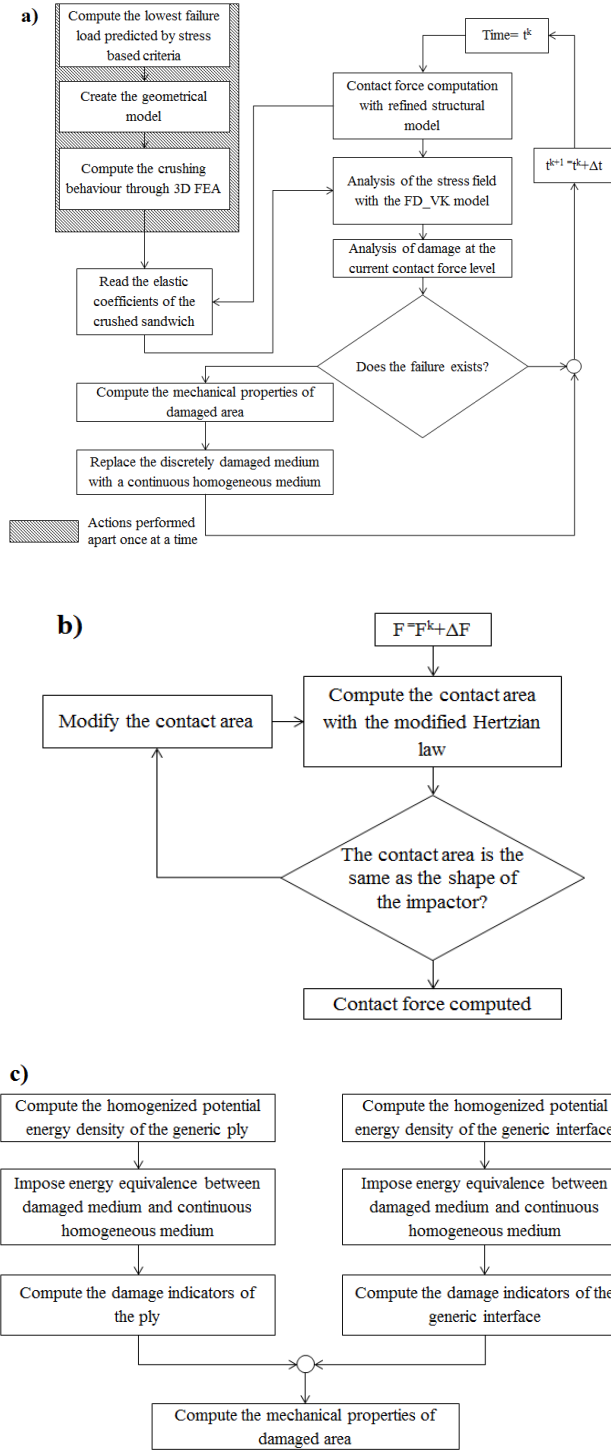 a)
Compute the lowest failure
load predicted by stress
based criteria
Create the geometrical
model
Compute the crushing
behaviour through 3D FEA
Read the elastic
coefficients of the
crushed sandwich
Time= tᵏ
Contact force computation
with refined structural
model
Analysis of the stress field
with the FD_VK model
Analysis of damage at the
current contact force level
tᵏ⁺¹ =tᵏ+Δt
Does the failure exists?
Compute the mechanical properties of
damaged area
Replace the discretely damaged medium
with a continuous homogeneous medium
Actions performed
apart once at a time
b)
F=Fᵏ+ΔF
Modify the contact area
Compute the contact area
with the modified Hertzian
law
The contact area is the
same as the shape of
the impactor?
Contact force computed
c)
Compute the homogenized potential
energy density of the generic ply
Impose energy equivalence between
damaged medium and continuous
homogeneous medium
Compute the damage indicators of
the ply
Compute the homogenized potential
energy density of the generic interface
Impose energy equivalence between
damaged medium and continuous
homogeneous medium
Compute the damage indicators of the
generic interface
Compute the mechanical properties of
damaged area